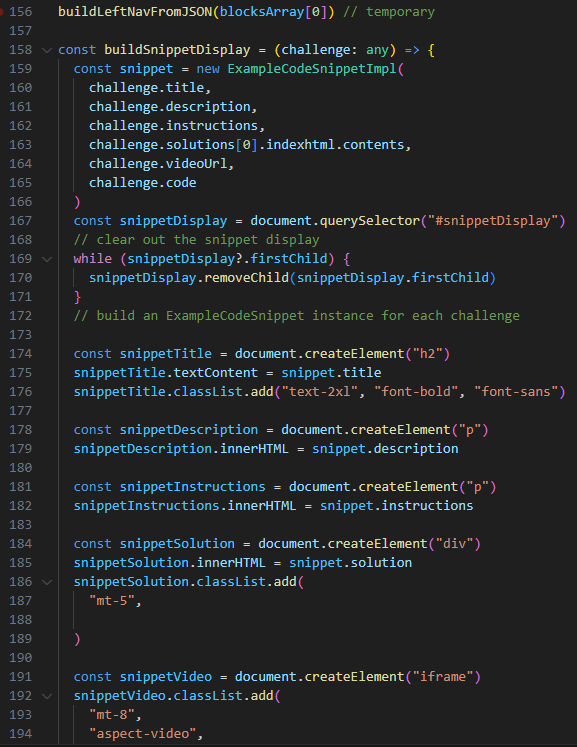 156 buildLeftNavFromJSON(blocksArray[0]) // temporary
157
158 const buildSnippetDisplay = (challenge: any) => {
159 const snippet = new ExampleCodeSnippetImpl(
160 challenge.title,
161 challenge.description,
162 challenge.instructions,
163 challenge.solutions[0].indexhtml.contents,
164 challenge.videoUrl,
165 challenge.code
166 )
167 const snippetDisplay = document.querySelector("#snippetDisplay")
168 // clear out the snippet display
169 while (snippetDisplay?.firstChild) {
170 snippetDisplay.removeChild(snippetDisplay.firstChild)
171 }
172 // build an ExampleCodeSnippet instance for each challenge
173
174 const snippetTitle = document.createElement("h2")
175 snippetTitle.textContent = snippet.title
176 snippetTitle.classList.add("text-2xl", "font-bold", "font-sans")
177
178 const snippetDescription = document.createElement("p")
179 snippetDescription.innerHTML = snippet.description
180
181 const snippetInstructions = document.createElement("p")
182 snippetInstructions.innerHTML = snippet.instructions
183
184 const snippetSolution = document.createElement("div")
185 snippetSolution.innerHTML = snippet.solution
186 snippetSolution.classList.add(
187 "mt-5",
188
189 )
190
191 const snippetVideo = document.createElement("iframe")
192 snippetVideo.classList.add(
193 "mt-8",
194 "aspect-video",